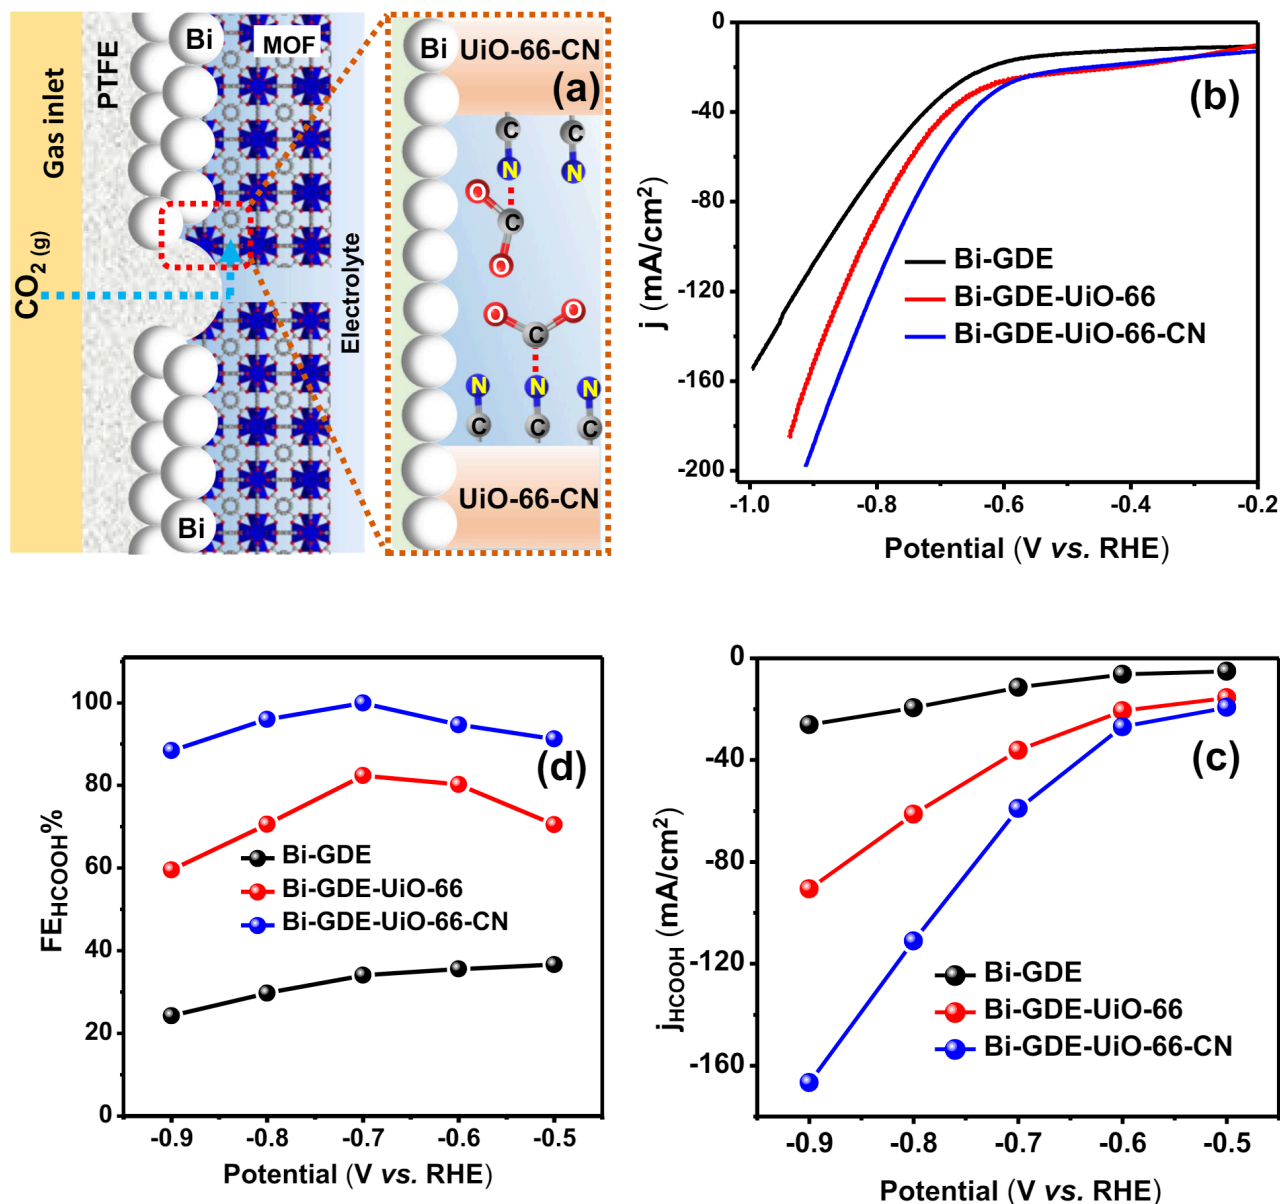 Gas inlet
CO2 (g)
PTFE
Bi
MOF
Electrolyte
Bi
Bi
UiO-66-CN
(a)
C
C
N
N
O
C
O
O
O
C
N
N
N
C
C
C
UiO-66-CN
(b)
j (mA/cm²)
0
-40
-80
-120
-160
-200
Bi-GDE
Bi-GDE-UiO-66
Bi-GDE-UiO-66-CN
-1.0 -0.8 -0.6 -0.4 -0.2
Potential (V vs. RHE)
(d)
FEHCOOH%
100
80
60
40
20
0
Bi-GDE
Bi-GDE-UiO-66
Bi-GDE-UiO-66-CN
-0.9 -0.8 -0.7 -0.6 -0.5
Potential (V vs. RHE)
(c)
jHCOOH (mA/cm²)
0
-40
-80
-120
-160
Bi-GDE
Bi-GDE-UiO-66
Bi-GDE-UiO-66-CN
-0.9 -0.8 -0.7 -0.6 -0.5
Potential (V vs. RHE)